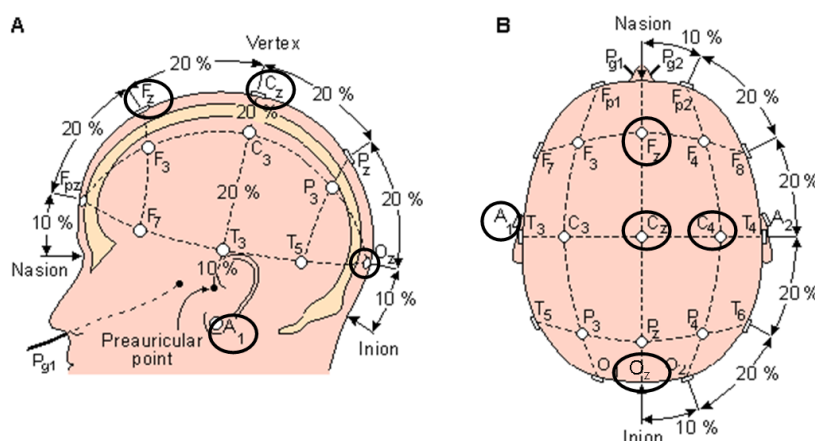 A
Vertex
20 %
20 %
10 %
Fz
Cz
20 %
20 %
20 %
Fpz
F3
C3
Pz
P3
20 %
20 %
10 %
F7
T3
T5
Oz
Nasion
10 %
10 %
A1
Preauricular
point
Pg1
Inion
B
Nasion
10 %
Pg1
Pg2
20 %
Fp1
Fp2
F7
F3
Fz
F4
F8
20 %
A1
T3
C3
Cz
C4
T4
A2
20 %
T5
P3
Pz
P4
T6
O
Oz
O2
20 %
10 %
Inion